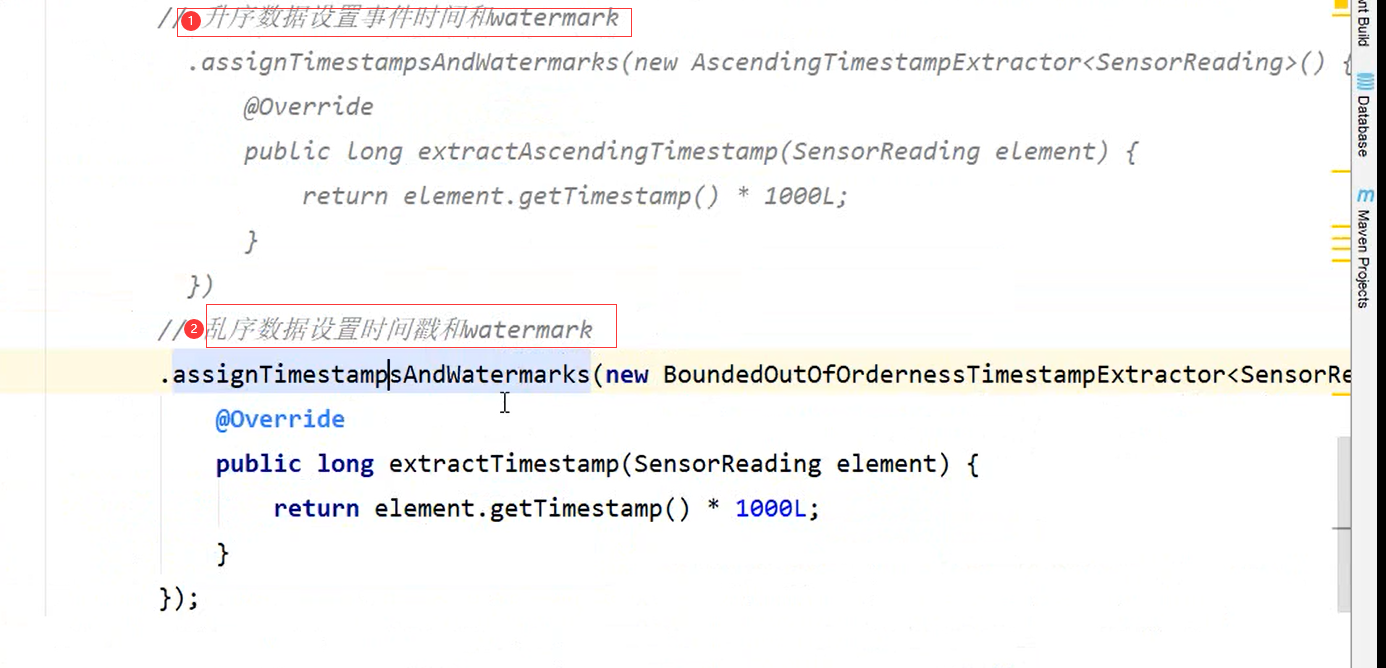 // ① 升序数据设置事件时间和watermark
.assignTimestampsAndWatermarks(new AscendingTimestampExtractor<SensorReading>() {
@Override
public long extractAscendingTimestamp(SensorReading element) {
return element.getTimestamp() * 1000L;
}
})
// ② 乱序数据设置时间戳和watermark
.assignTimestampsAndWatermarks(new BoundedOutOfOrdernessTimestampExtractor<SensorRe
@Override
public long extractTimestamp(SensorReading element) {
return element.getTimestamp() * 1000L;
}
});
nt Build
Database
m Maven Projects